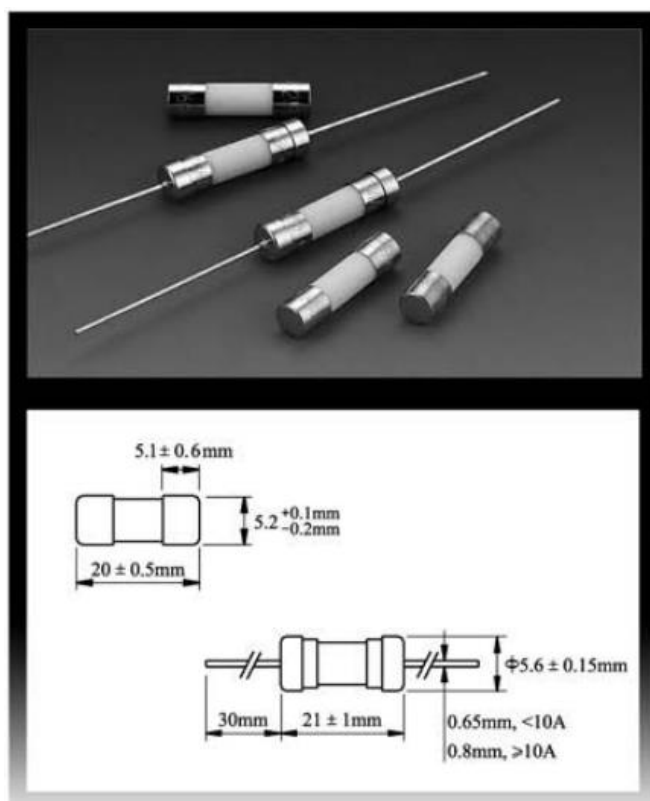 5.1 ± 0.6mm
5.2 +0.1mm
−0.2mm
20 ± 0.5mm
ϕ5.6 ± 0.15mm
30mm
21 ± 1mm
0.65mm, <10A
0.8mm, ⩾10A